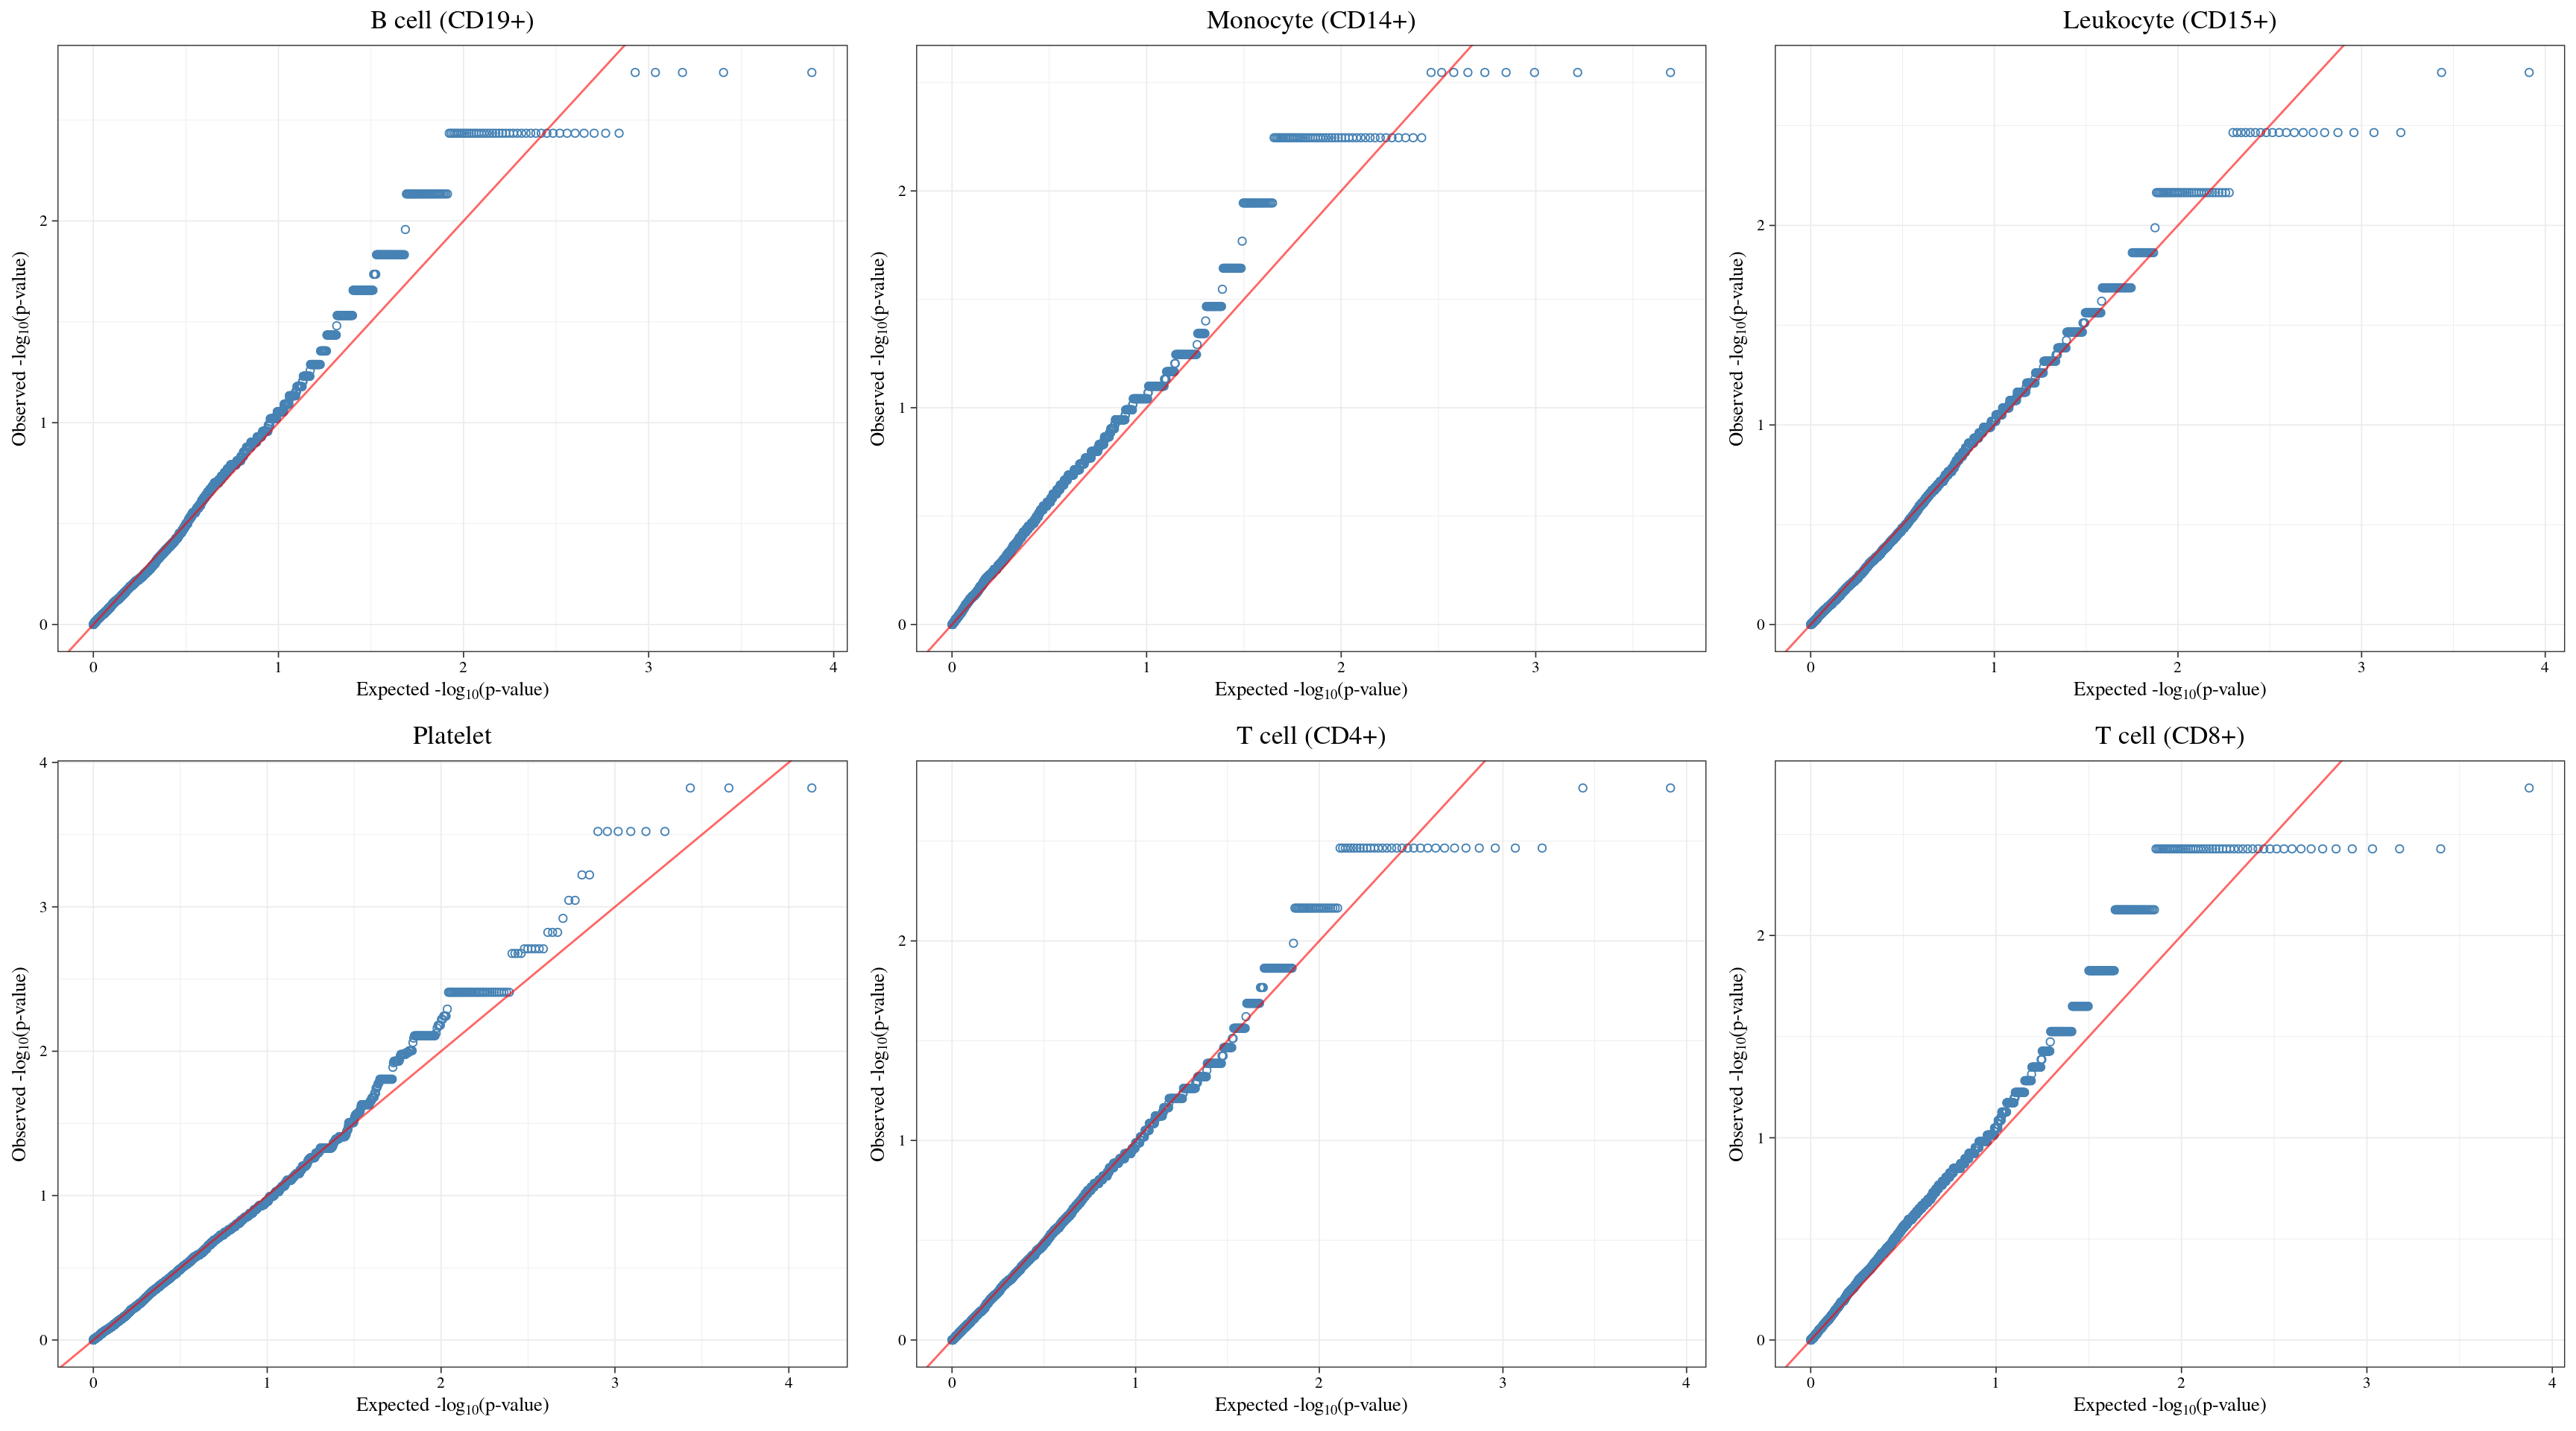 B cell (CD19+)
Monocyte (CD14+)
Leukocyte (CD15+)
Observed -log10(p-value)
0
1
2
0 1 2 3 4
Expected -log10(p-value)
Observed -log10(p-value)
0
1
2
0 1 2 3
Expected -log10(p-value)
Observed -log10(p-value)
0
1
2
0 1 2 3 4
Expected -log10(p-value)
Platelet
T cell (CD4+)
T cell (CD8+)
Observed -log10(p-value)
4
3
2
1
0
0 1 2 3 4
Expected -log10(p-value)
Observed -log10(p-value)
2
1
0
0 1 2 3 4
Expected -log10(p-value)
Observed -log10(p-value)
2
1
0
0 1 2 3 4
Expected -log10(p-value)